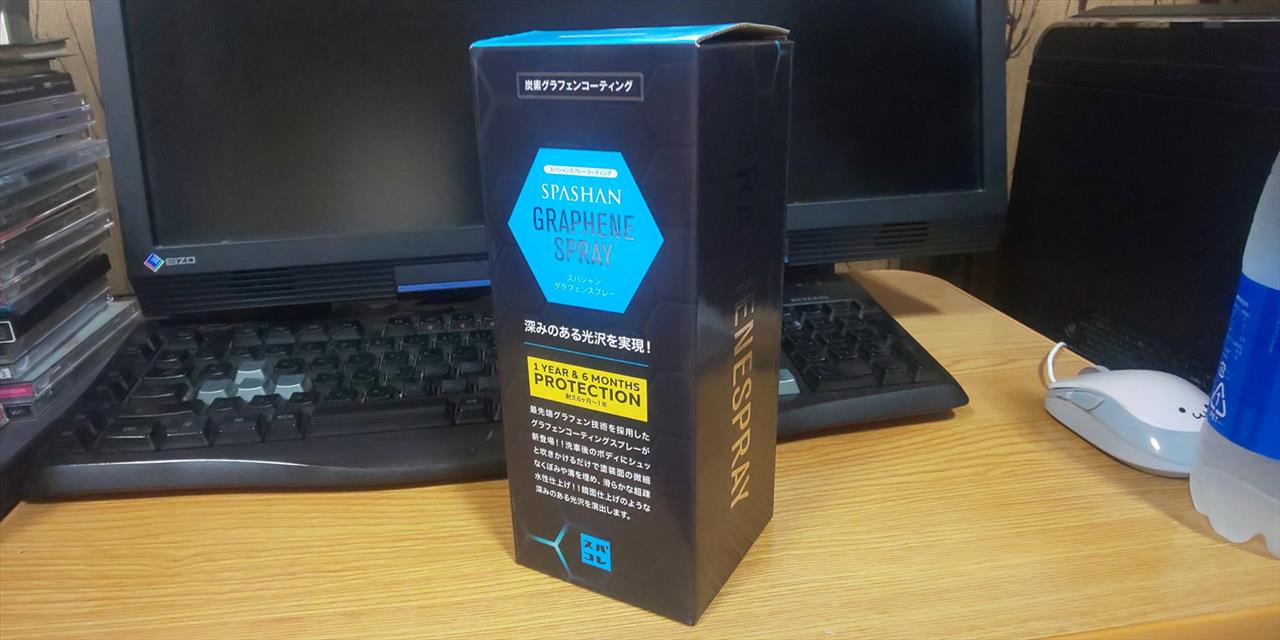 炭素グラフェンコーティング
スパシャンスプレーコーティング
SPASHAN
GRAPHENE
SPRAY
スパシャン
グラフェンスプレー
深みのある光沢を実現!
1 YEAR & 6 MONTHS
PROTECTION
耐久6ヶ月〜1年
最先端グラフェン技術を採用した
グラフェンコーティングスプレーが
新登場!!洗車後のボディにシュッ
と吹きかけるだけで塗装面の微細
なくぼみや溝を埋め、滑らかな超疎
水性仕上げ!!鏡面仕上げのような
深みのある光沢を演出します。
スパ
コレ
GRAPHENESPRAY
EIZO
PET